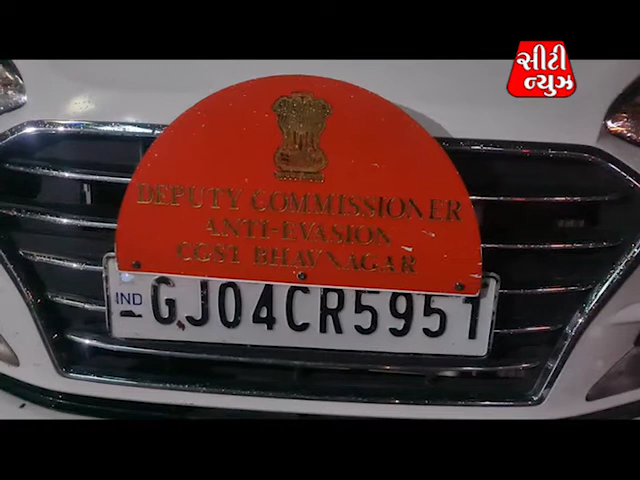 સીટી
ન્યુઝ
DEPUTY COMMISSIONER
ANTI-EVASION
CGST BHAVNAGAR
IND
GJ04CR5951